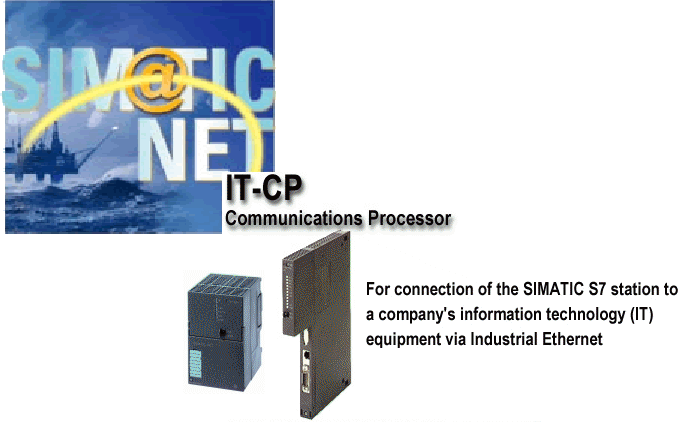 SIM@TIC
NET
IT-CP
Communications Processor
For connection of the SIMATIC S7 station to
a company's information technology (IT)
equipment via Industrial Ethernet